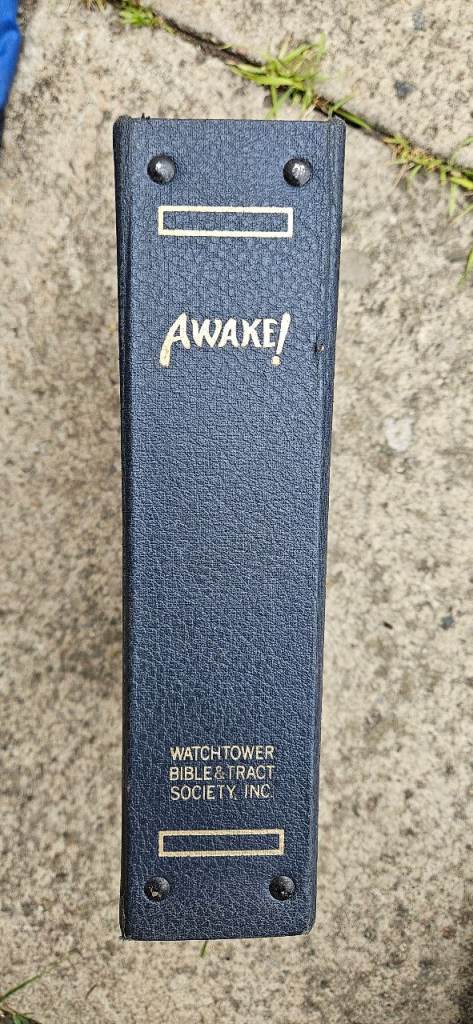 AWAKE!
WATCHTOWER
BIBLE & TRACT
SOCIETY, INC.